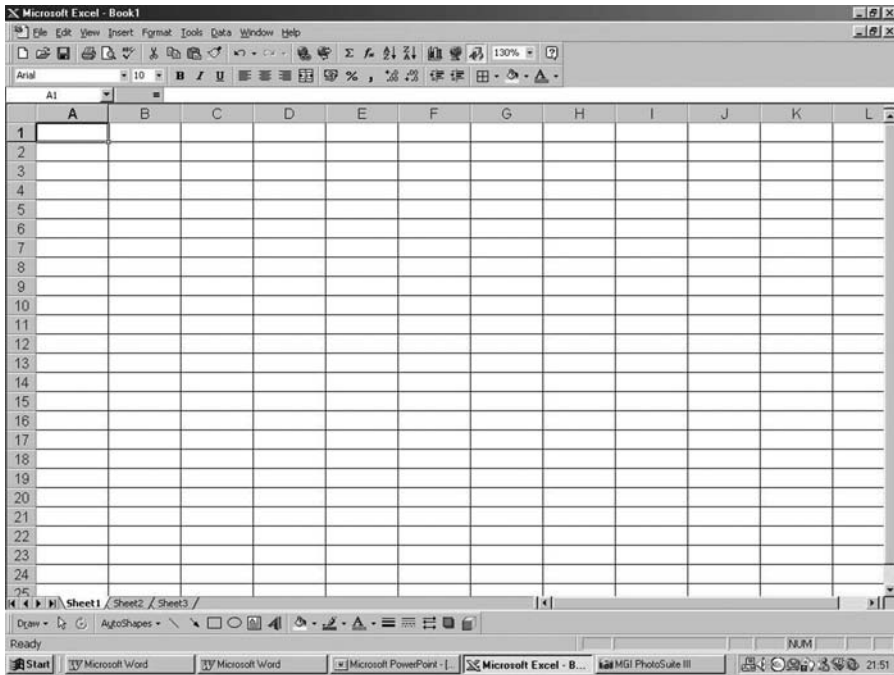 Microsoft Excel - Book1
File Edit View Insert Format Tools Data Window Help
130%
Arial 10 B I U % ,
A1 =
A B C D E F G H I J K L
1
2
3
4
5
6
7
8
9
10
11
12
13
14
15
16
17
18
19
20
21
22
23
24
25
Sheet1 Sheet2 Sheet3
Draw AutoShapes
Ready NUM
Start Microsoft Word Microsoft Word Microsoft PowerPoint - [... Microsoft Excel - B... MGI PhotoSuite III 21:51